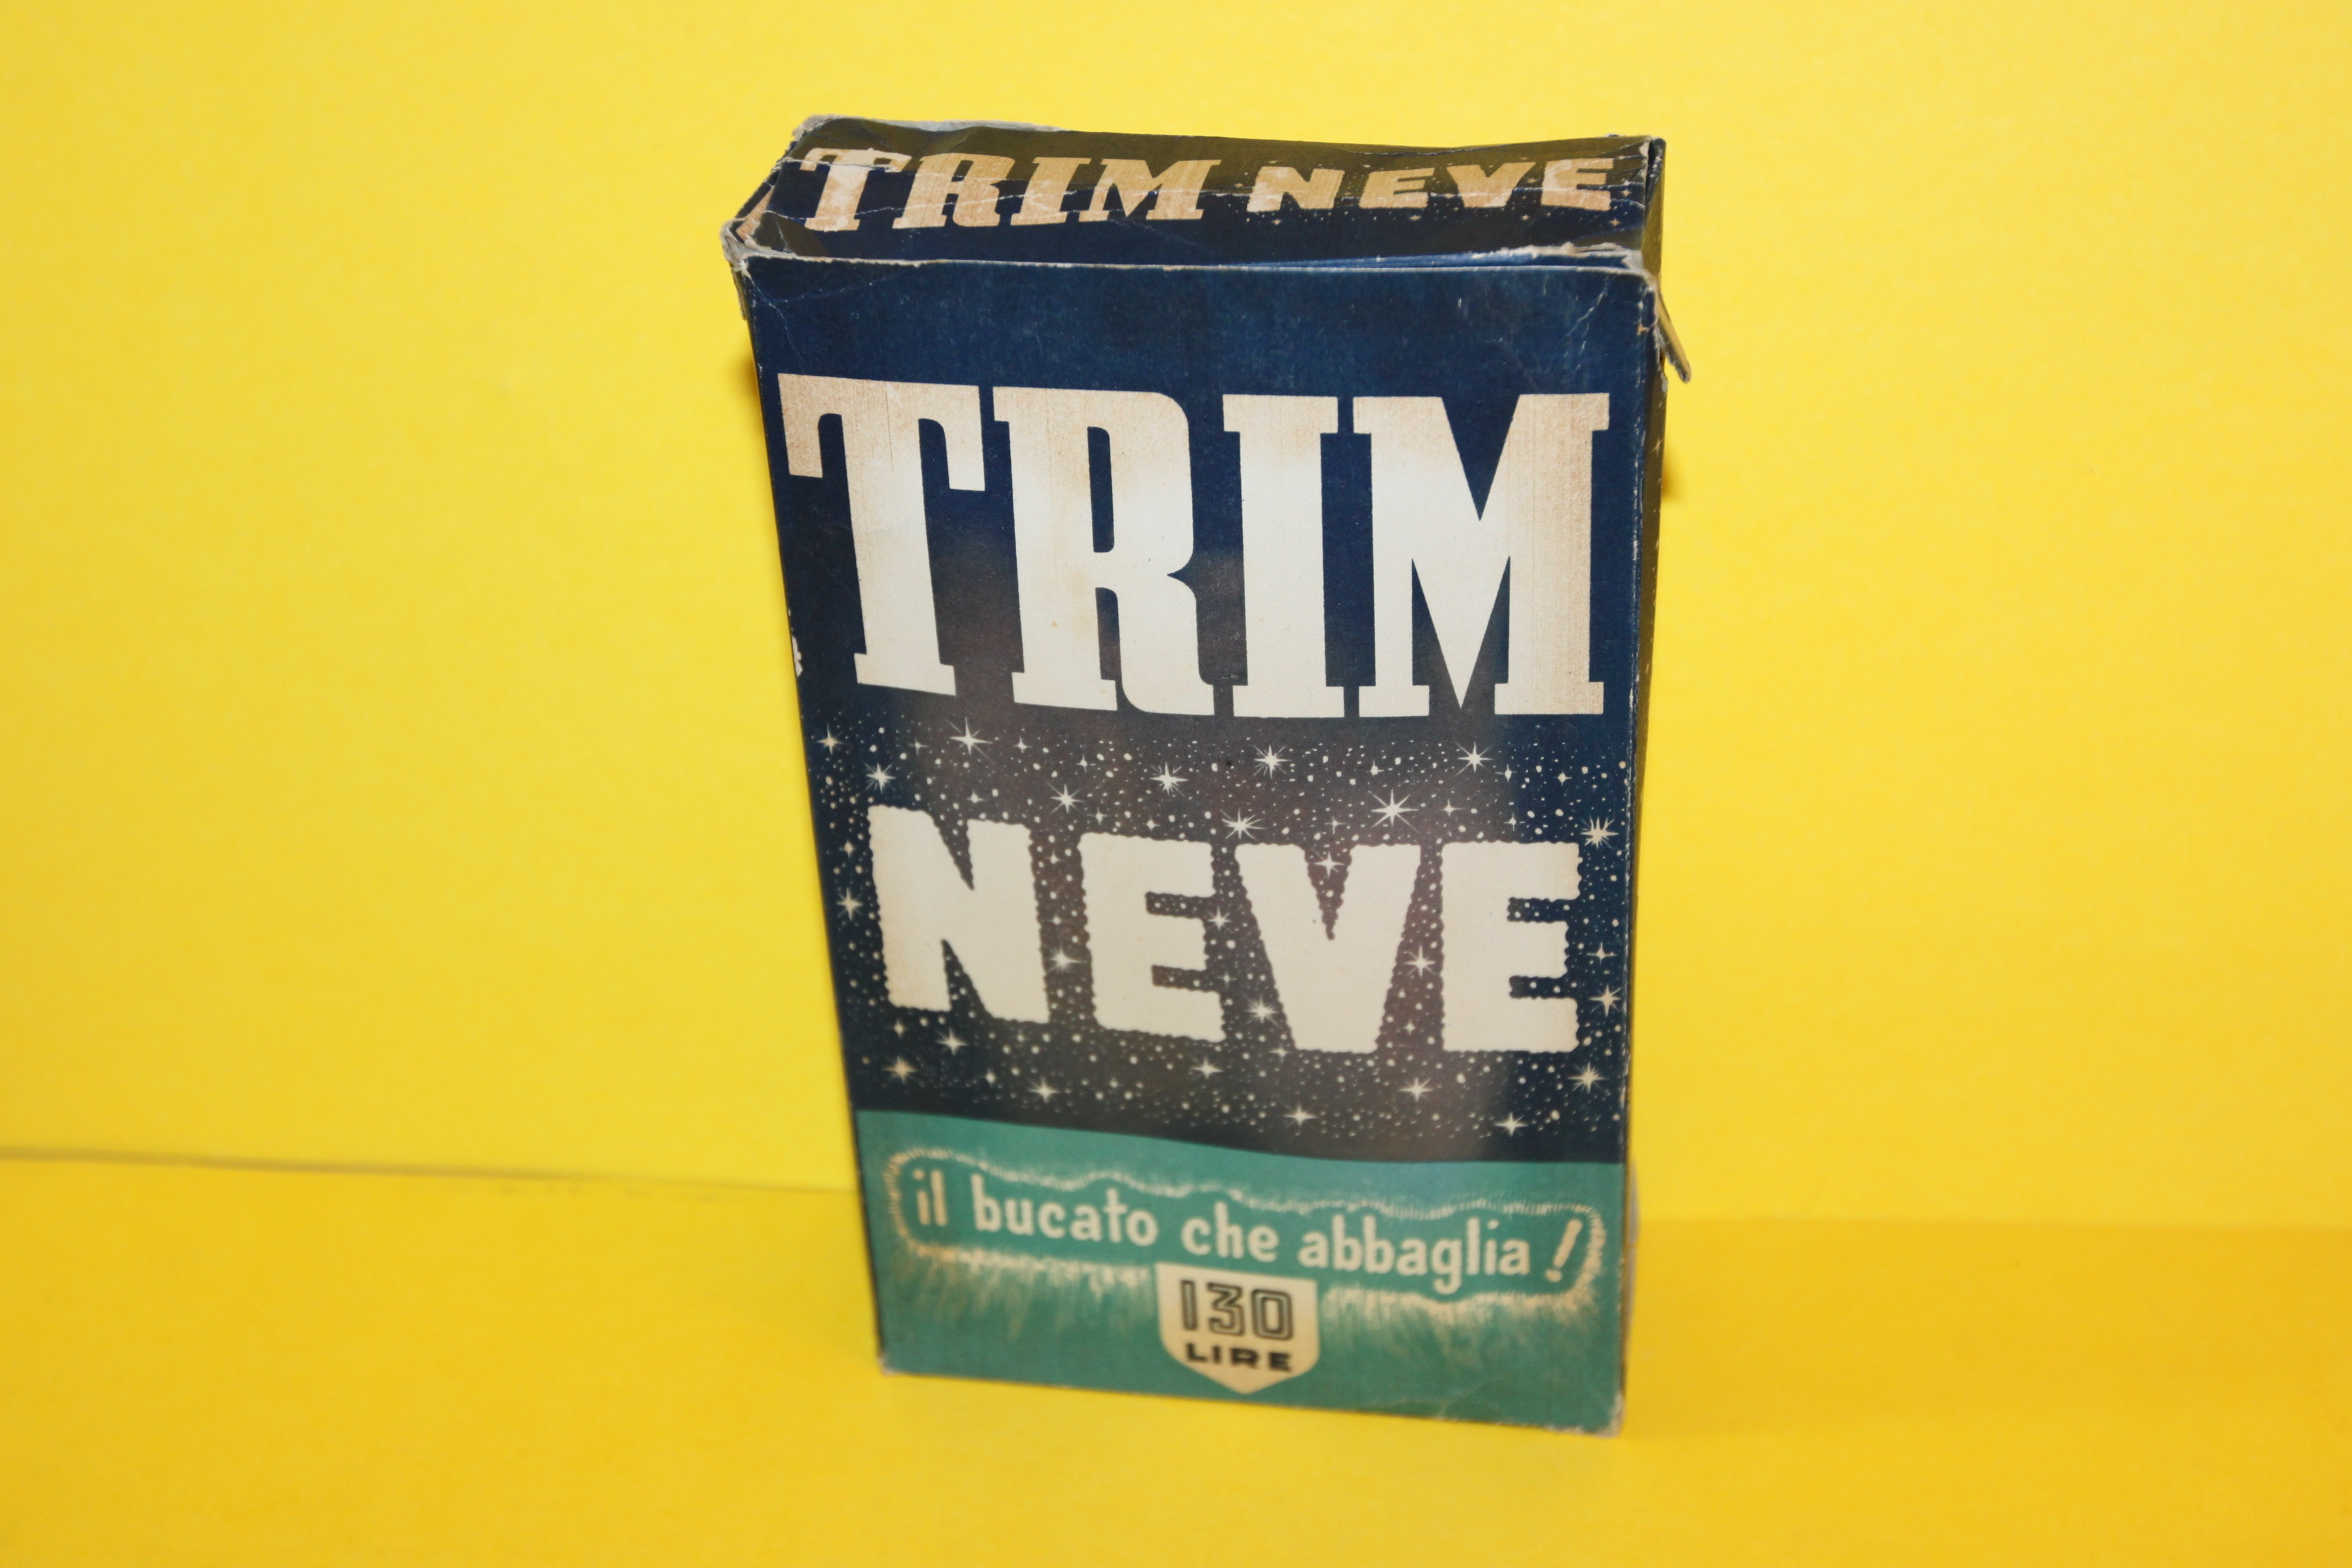 TRIM NEVE
TRIM
NEVE
il bucato che abbaglia!
130
LIRE